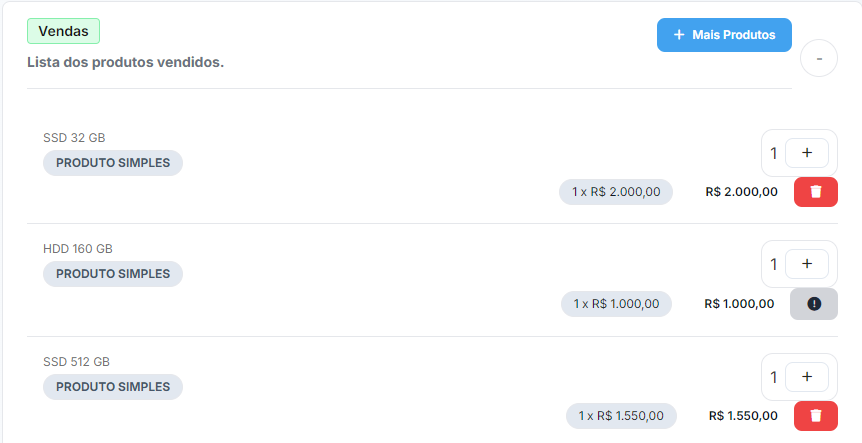 Vendas
+ Mais Produtos
Lista dos produtos vendidos.
-
SSD 32 GB
1 +
PRODUTO SIMPLES
1 x R$ 2.000,00 R$ 2.000,00
HDD 160 GB
1 +
PRODUTO SIMPLES
1 x R$ 1.000,00 R$ 1.000,00 !
SSD 512 GB
1 +
PRODUTO SIMPLES
1 x R$ 1.550,00 R$ 1.550,00